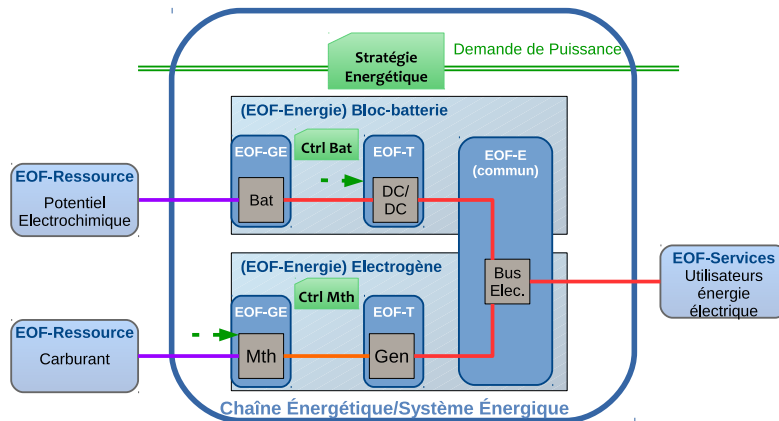 Stratégie
Energétique
Demande de Puissance
(EOF-Energie) Bloc-batterie
EOF-GE
Ctrl Bat
EOF-T
EOF-E
(commun)
Bat
DC/
DC
EOF-Ressource
Potentiel
Electrochimique
(EOF-Energie) Electrogène
EOF-GE
Ctrl Mth
EOF-T
Bus
Elec.
Mth
Gen
EOF-Services
Utilisateurs
énergie
électrique
EOF-Ressource
Carburant
Chaîne Énergétique/Système Énergique